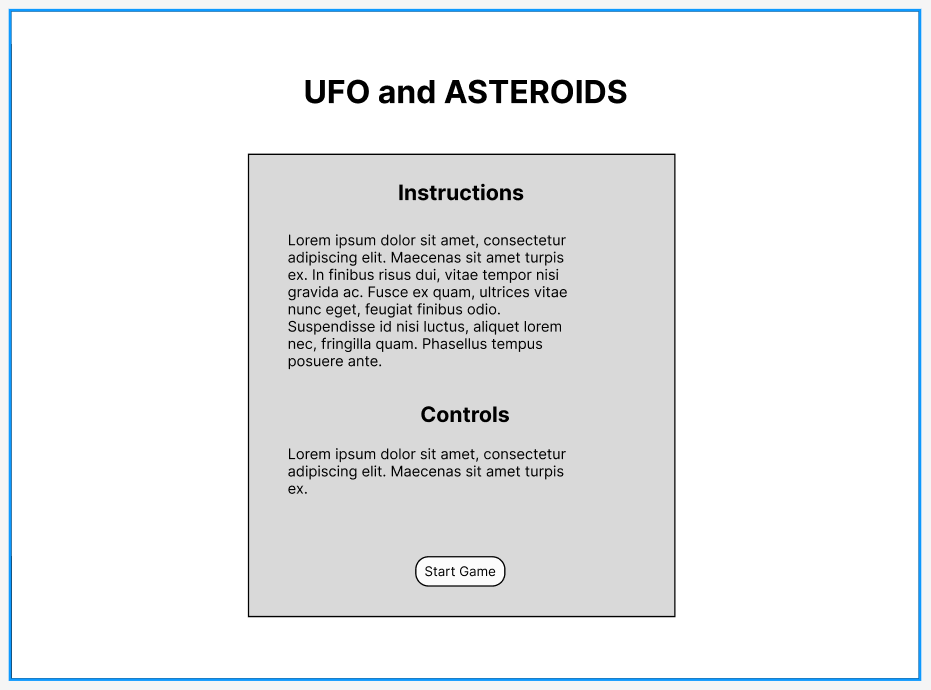 UFO and ASTEROIDS
Instructions
Lorem ipsum dolor sit amet, consectetur
adipiscing elit. Maecenas sit amet turpis
ex. In finibus risus dui, vitae tempor nisi
gravida ac. Fusce ex quam, ultrices vitae
nunc eget, feugiat finibus odio.
Suspendisse id nisi luctus, aliquet lorem
nec, fringilla quam. Phasellus tempus
posuere ante.
Controls
Lorem ipsum dolor sit amet, consectetur
adipiscing elit. Maecenas sit amet turpis
ex.
Start Game